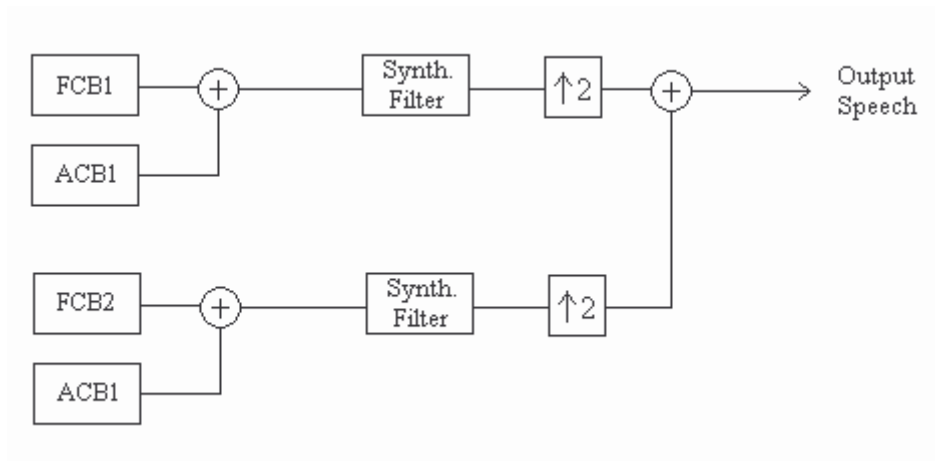 FCB1
+
Synth.
Filter
↑2
+
Output
Speech
ACB1
FCB2
+
Synth.
Filter
↑2
ACB1